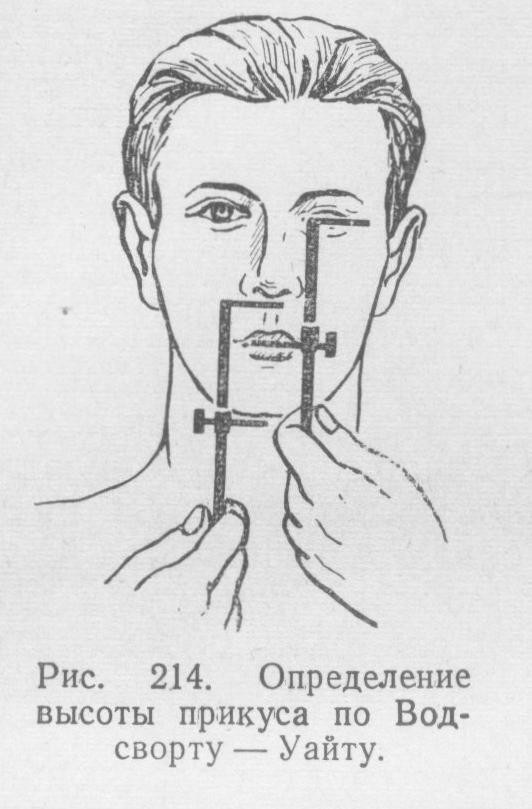 Рис. 214. Определение
высоты прикуса по Вод-
сворту — Уайту.